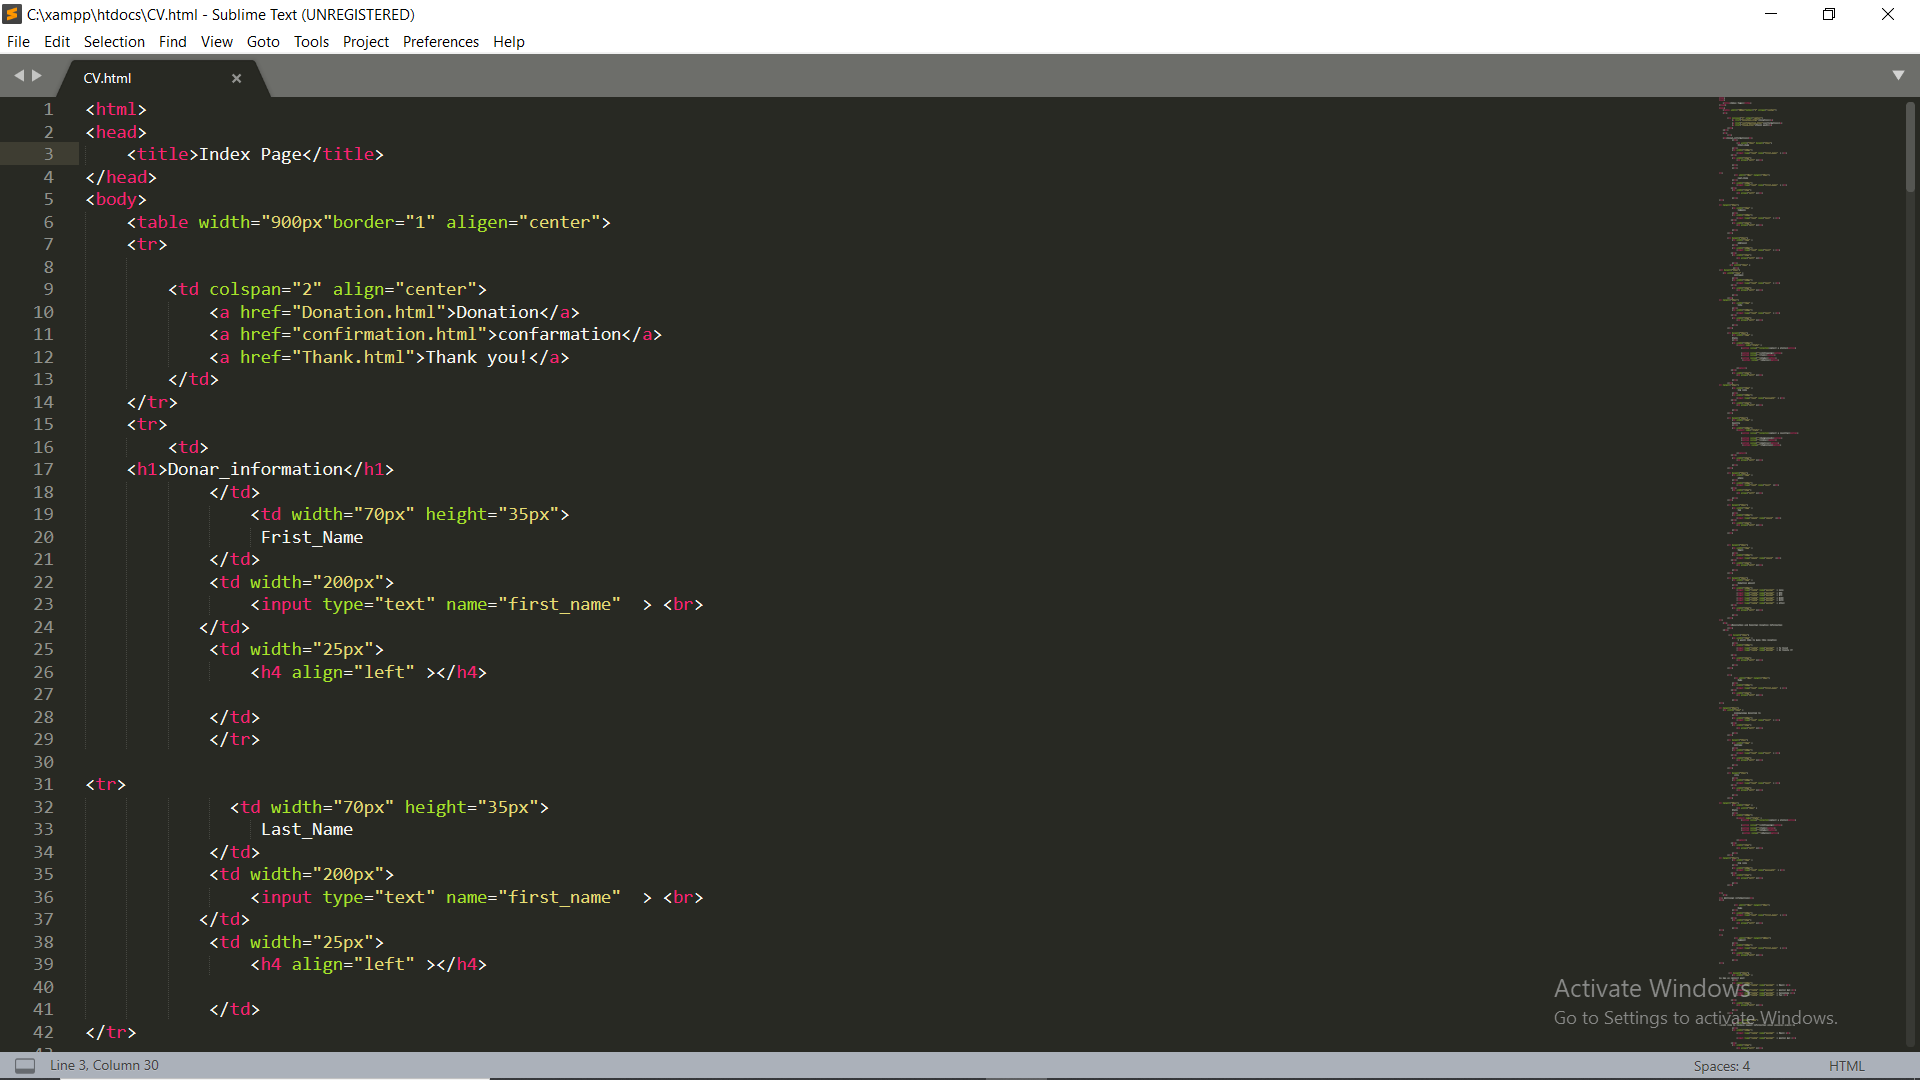 C:\xampp\htdocs\CV.html - Sublime Text (UNREGISTERED)
File Edit Selection Find View Goto Tools Project Preferences Help
CV.html
1 <html>
2 <head>
3 <title>Index Page</title>
4 </head>
5 <body>
6 <table width="900px"border="1" aligen="center">
7 <tr>
8
9 <td colspan="2" align="center">
10 <a href="Donation.html">Donation</a>
11 <a href="confirmation.html">confarmation</a>
12 <a href="Thank.html">Thank you!</a>
13 </td>
14 </tr>
15 <tr>
16 <td>
17 <h1>Donar_information</h1>
18 </td>
19 <td width="70px" height="35px">
20 Frist_Name
21 </td>
22 <td width="200px">
23 <input type="text" name="first_name"  > <br>
24 </td>
25 <td width="25px">
26 <h4 align="left" ></h4>
27
28 </td>
29 </tr>
30
31 <tr>
32 <td width="70px" height="35px">
33 Last_Name
34 </td>
35 <td width="200px">
36 <input type="text" name="first_name"  > <br>
37 </td>
38 <td width="25px">
39 <h4 align="left" ></h4>
40
41 </td>
42 </tr>
Activate Windows
Go to Settings to activate Windows.
Line 3, Column 30
Spaces: 4
HTML